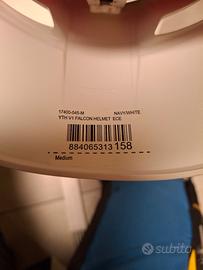 17400-045-M NAVY/WHITE
YTH V1 FALCON HELMET ECE
884065313 158
Medium
subito